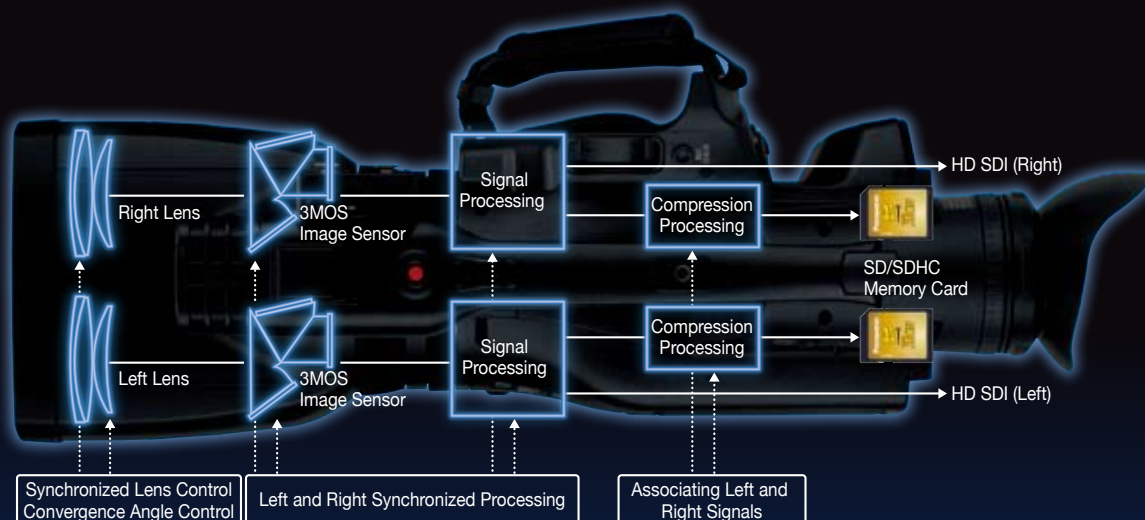 HD SDI (Right)
Signal
Processing
Compression
Processing
Right Lens
3MOS
Image Sensor
SD/SDHC
Memory Card
Compression
Processing
Signal
Processing
Left Lens
3MOS
Image Sensor
HD SDI (Left)
Synchronized Lens Control
Convergence Angle Control
Left and Right Synchronized Processing
Associating Left and
Right Signals